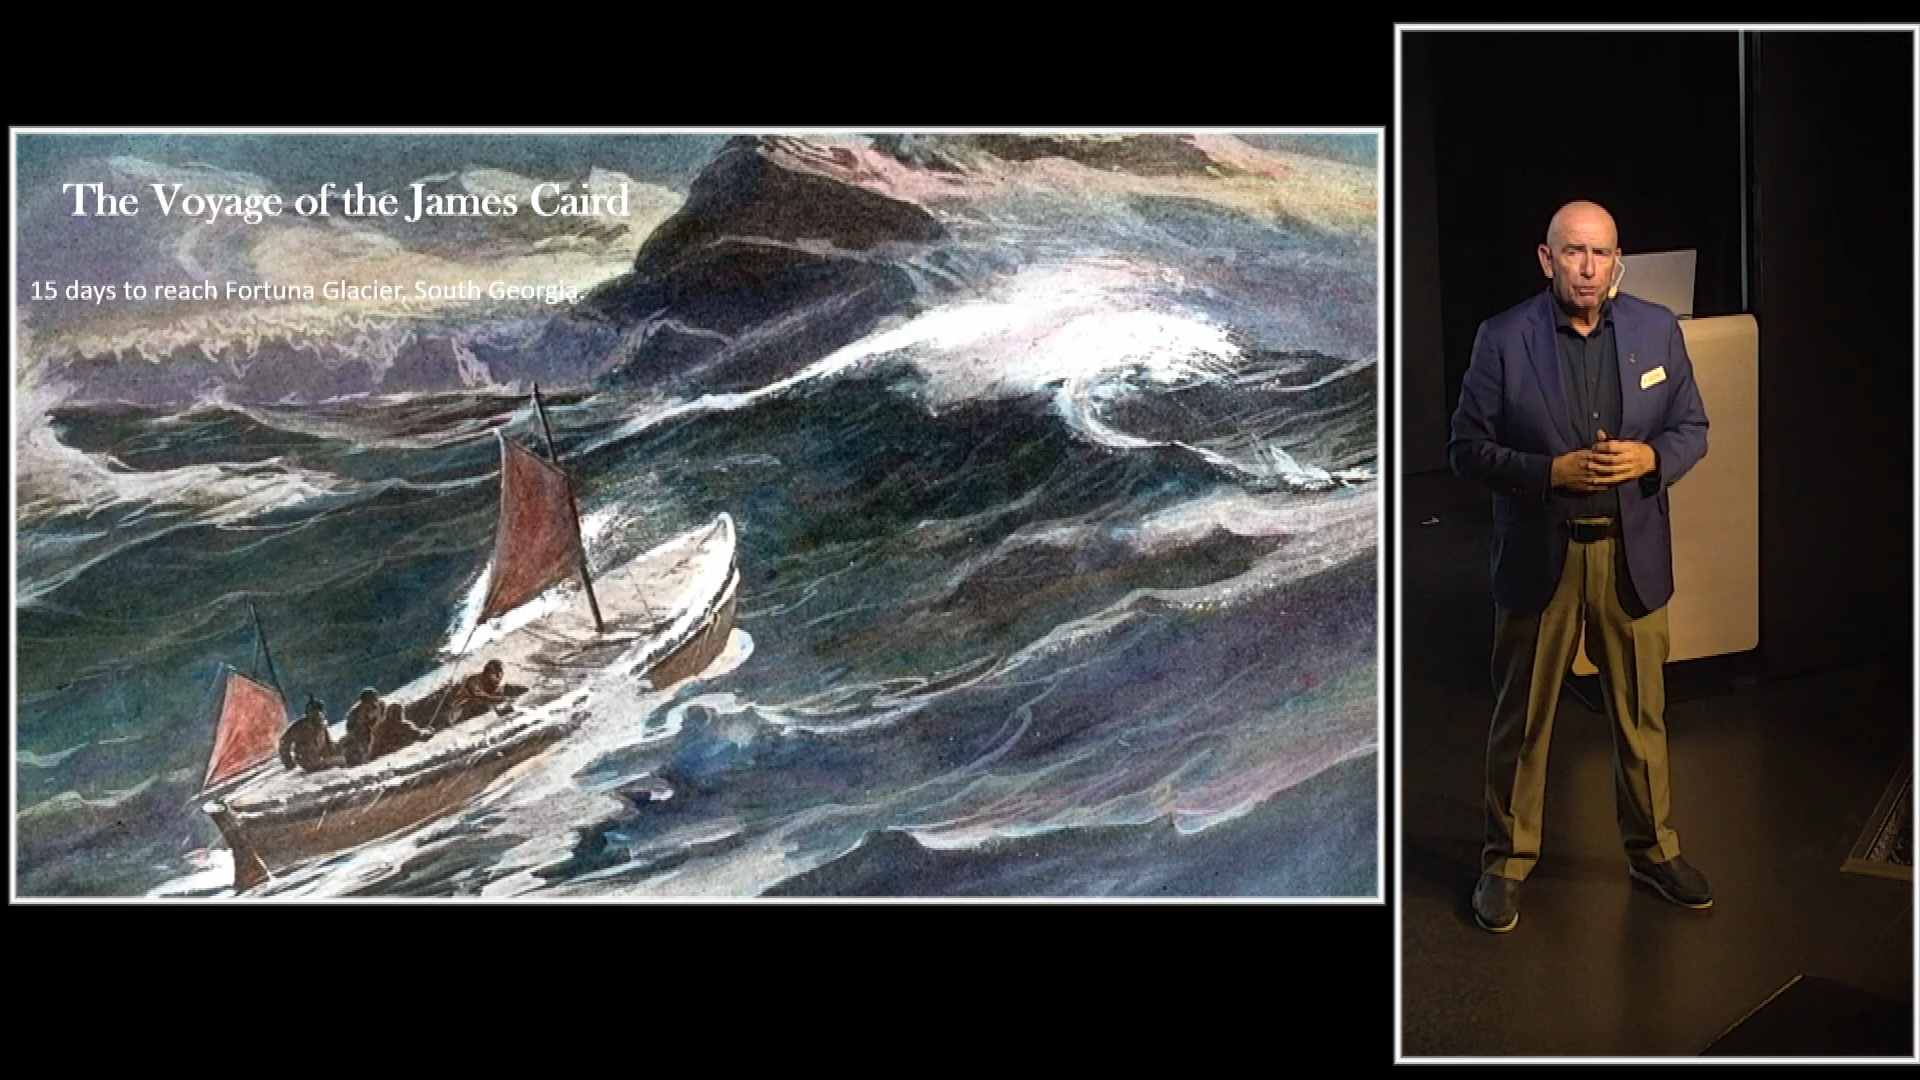 The Voyage of the James Caird
15 days to reach Fortuna Glacier, South Georgia.